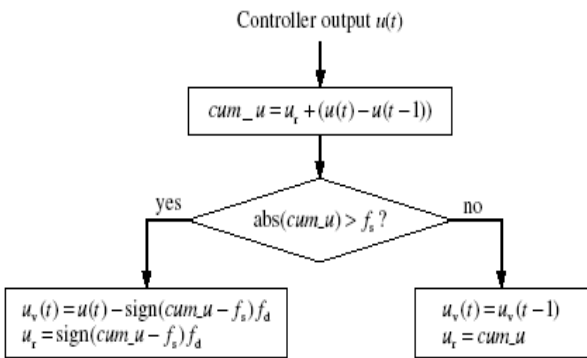 Controller output u(t)
cum_u = u_r + (u(t) − u(t−1))
yes
abs(cum_u) > f_s ?
no
u_v(t) = u(t) − sign(cum_u − f_s) f_d
u_r = sign(cum_u − f_s) f_d
u_v(t) = u_v(t−1)
u_r = cum_u